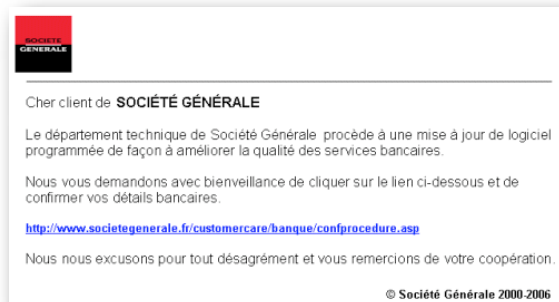 SOCIETE
GENERALE
Cher client de SOCIÉTÉ GÉNÉRALE
Le département technique de Société Générale procède à une mise à jour de logiciel
programmée de façon à améliorer la qualité des services bancaires.
Nous vous demandons avec bienveillance de cliquer sur le lien ci-dessous et de
confirmer vos détails bancaires.
http://www.societegenerale.fr/customercare/banque/confprocedure.asp
Nous nous excusons pour tout désagrément et vous remercions de votre coopération.
© Société Générale 2000-2006